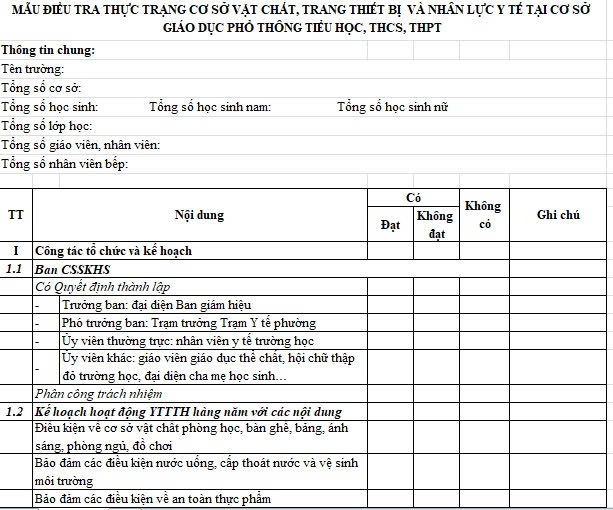 MẪU ĐIỀU TRA THỰC TRẠNG CƠ SỞ VẬT CHẤT, TRANG THIẾT BỊ VÀ NHÂN LỰC Y TẾ TẠI CƠ SỞ
GIÁO DỤC PHỔ THÔNG TIỂU HỌC, THCS, THPT
Thông tin chung:
Tên trường:
Tổng số cơ sở:
Tổng số học sinh: Tổng số học sinh nam: Tổng số học sinh nữ
Tổng số lớp học:
Tổng số giáo viên, nhân viên:
Tổng số nhân viên bếp:
TT Nội dung Có Không có Ghi chú
Đạt Không đạt
I Công tác tổ chức và kế hoạch
1.1 Ban CSSKHS
Có Quyết định thành lập
- Trưởng ban: đại diện Ban giám hiệu
- Phó trưởng ban: Trạm trưởng Trạm Y tế phường
- Ủy viên thường trực: nhân viên y tế trường học
- Ủy viên khác: giáo viên giáo dục thể chất, hội chữ thập
đỏ trường học, đại diện cha mẹ học sinh…
Phân công trách nhiệm
1.2 Kế hoạch hoạt động YTTTH hàng năm với các nội dung
Điều kiện về cơ sở vật chất phòng học, bàn ghế, bảng, ánh
sáng, phòng ngủ, đồ chơi
Bảo đảm các điều kiện nước uống, cấp thoát nước và vệ sinh
môi trường
Bảo đảm các điều kiện về an toàn thực phẩm